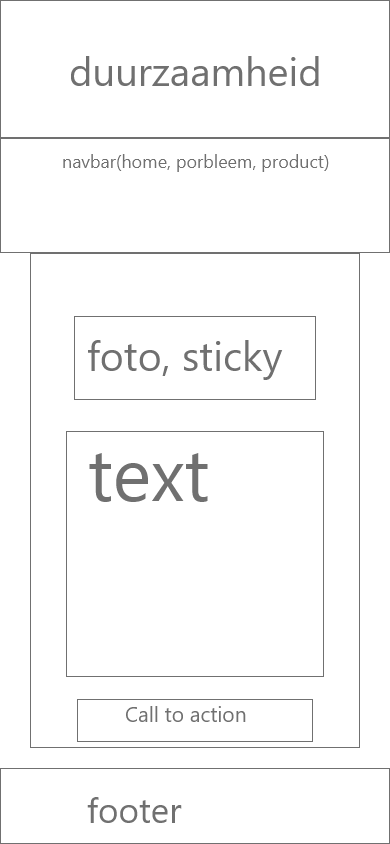 duurzaamheid
navbar(home, porbleem, product)
foto, sticky
text
Call to action
footer